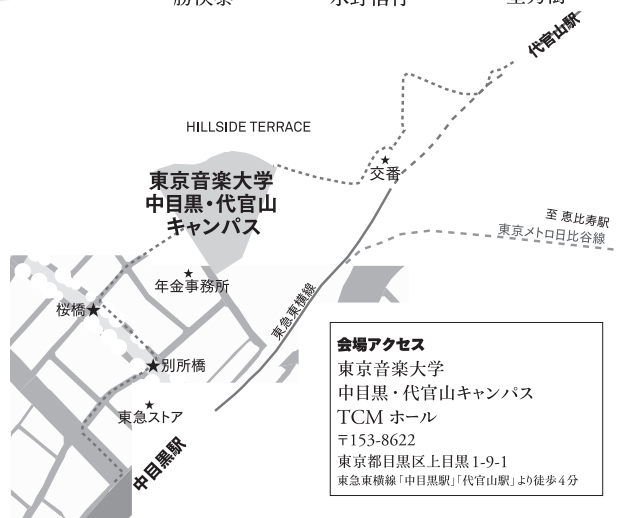 代官山駅
HILLSIDE TERRACE
交番
東京音楽大学
中目黒・代官山
キャンパス
至 恵比寿駅
東京メトロ日比谷線
年金事務所
桜橋
東急東横線
別所橋
東急ストア
中目黒駅
会場アクセス
東京音楽大学
中目黒・代官山キャンパス
TCM ホール
〒153-8622
東京都目黒区上目黒1-9-1
東急東横線「中目黒駅」「代官山駅」より徒歩4分